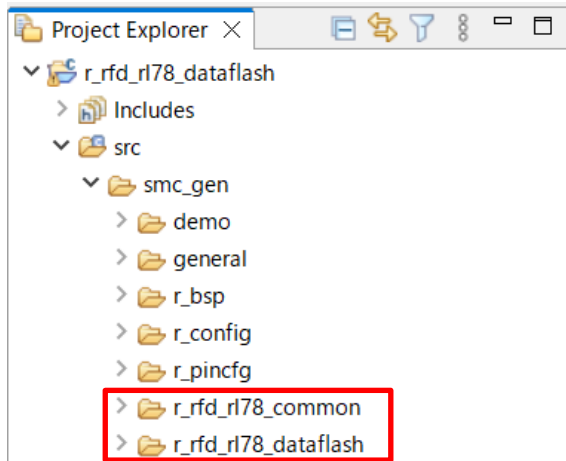 Project Explorer
r_rfd_rl78_dataflash
Includes
src
smc_gen
demo
general
r_bsp
r_config
r_pincfg
r_rfd_rl78_common
r_rfd_rl78_dataflash